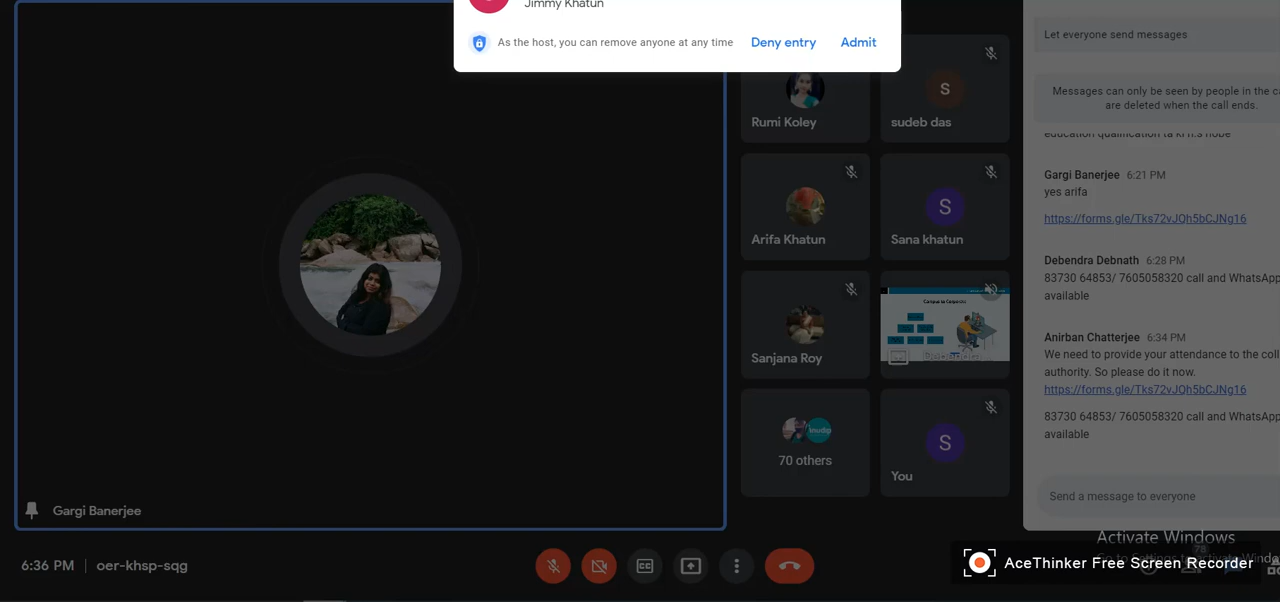 Jimmy Khatun
As the host, you can remove anyone at any time
Deny entry
Admit
Rumi Koley
S
sudeb das
Arifa Khatun
S
Sana khatun
Sanjana Roy
Campus to Corporate
70 others
S
You
Gargi Banerjee
Let everyone send messages
Messages can only be seen by people in the
are deleted when the call ends.
education qualification ta
Gargi Banerjee 6:21 PM
yes arifa
https://forms.gle/Tks72vJQh5bCJNg16
Debendra Debnath 6:28 PM
83730 64853/ 7605058320 call and WhatsApp
available
Anirban Chatterjee 6:34 PM
We need to provide your attendance to the coll
authority. So please do it now.
https://forms.gle/Tks72vJQh5bCJNg16
83730 64853/ 7605058320 call and WhatsApp
available
Send a message to everyone
Activate Windows
6:36 PM | oer-khsp-sqg
CC
78
AceThinker Free Screen Recorder